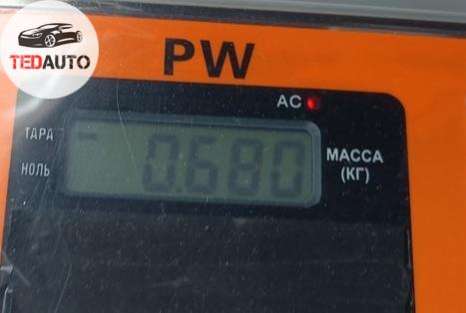 TEDAUTO
PW
AC
ТАРА
НОЛЬ
0.680
МАССА
(КГ)